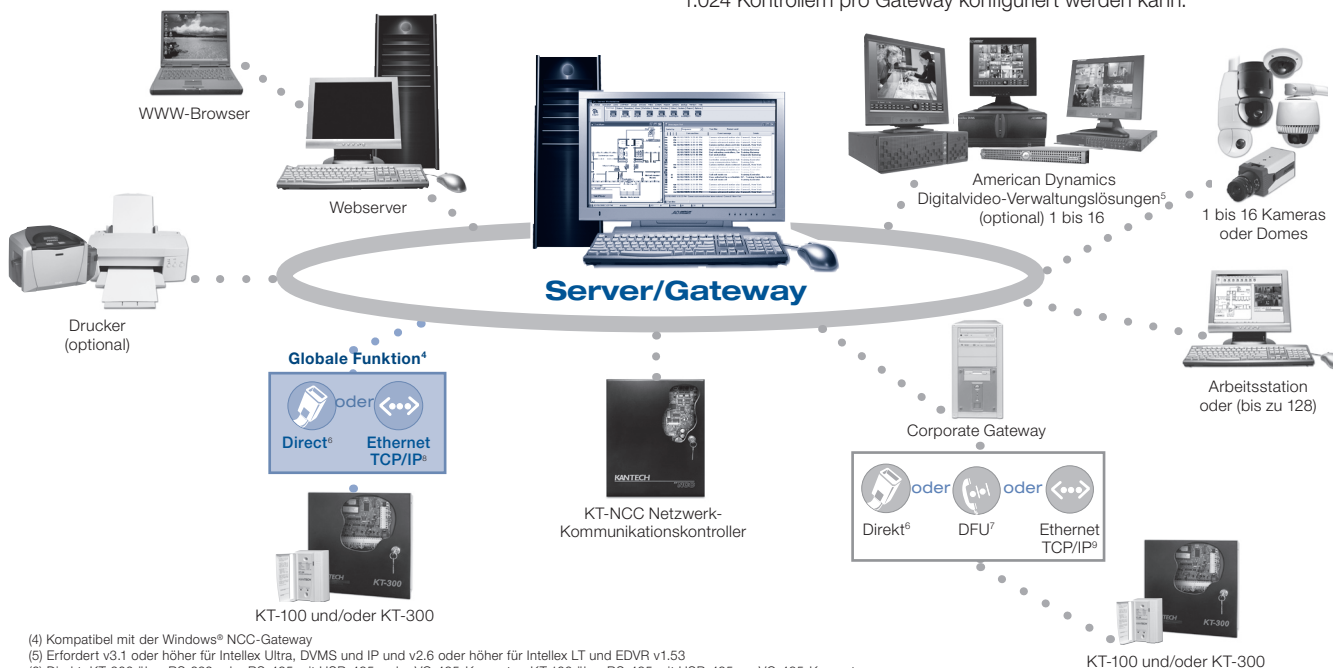 1.024 Kontrollern pro Gateway konfiguriert werden kann.
WWW-Browser
Webserver
American Dynamics
Digitalvideo-Verwaltungslösungen⁵
(optional) 1 bis 16
1 bis 16 Kameras
oder Domes
Server/Gateway
Drucker
(optional)
Globale Funktion⁴
oder
Direct⁶
Ethernet
TCP/IP⁸
KANTECH
KT-NCC Netzwerk-
Kommunikationskontroller
Corporate Gateway
Arbeitsstation
oder (bis zu 128)
oder
oder
Direkt⁶
DFU⁷
Ethernet
TCP/IP⁹
KT-300
KT-100 und/oder KT-300
KT-300
KT-100 und/oder KT-300
(4) Kompatibel mit der Windows® NCC-Gateway
(5) Erfordert v3.1 oder höher für Intellex Ultra, DVMS und IP und v2.6 oder höher für Intellex LT und EDVR v1.53